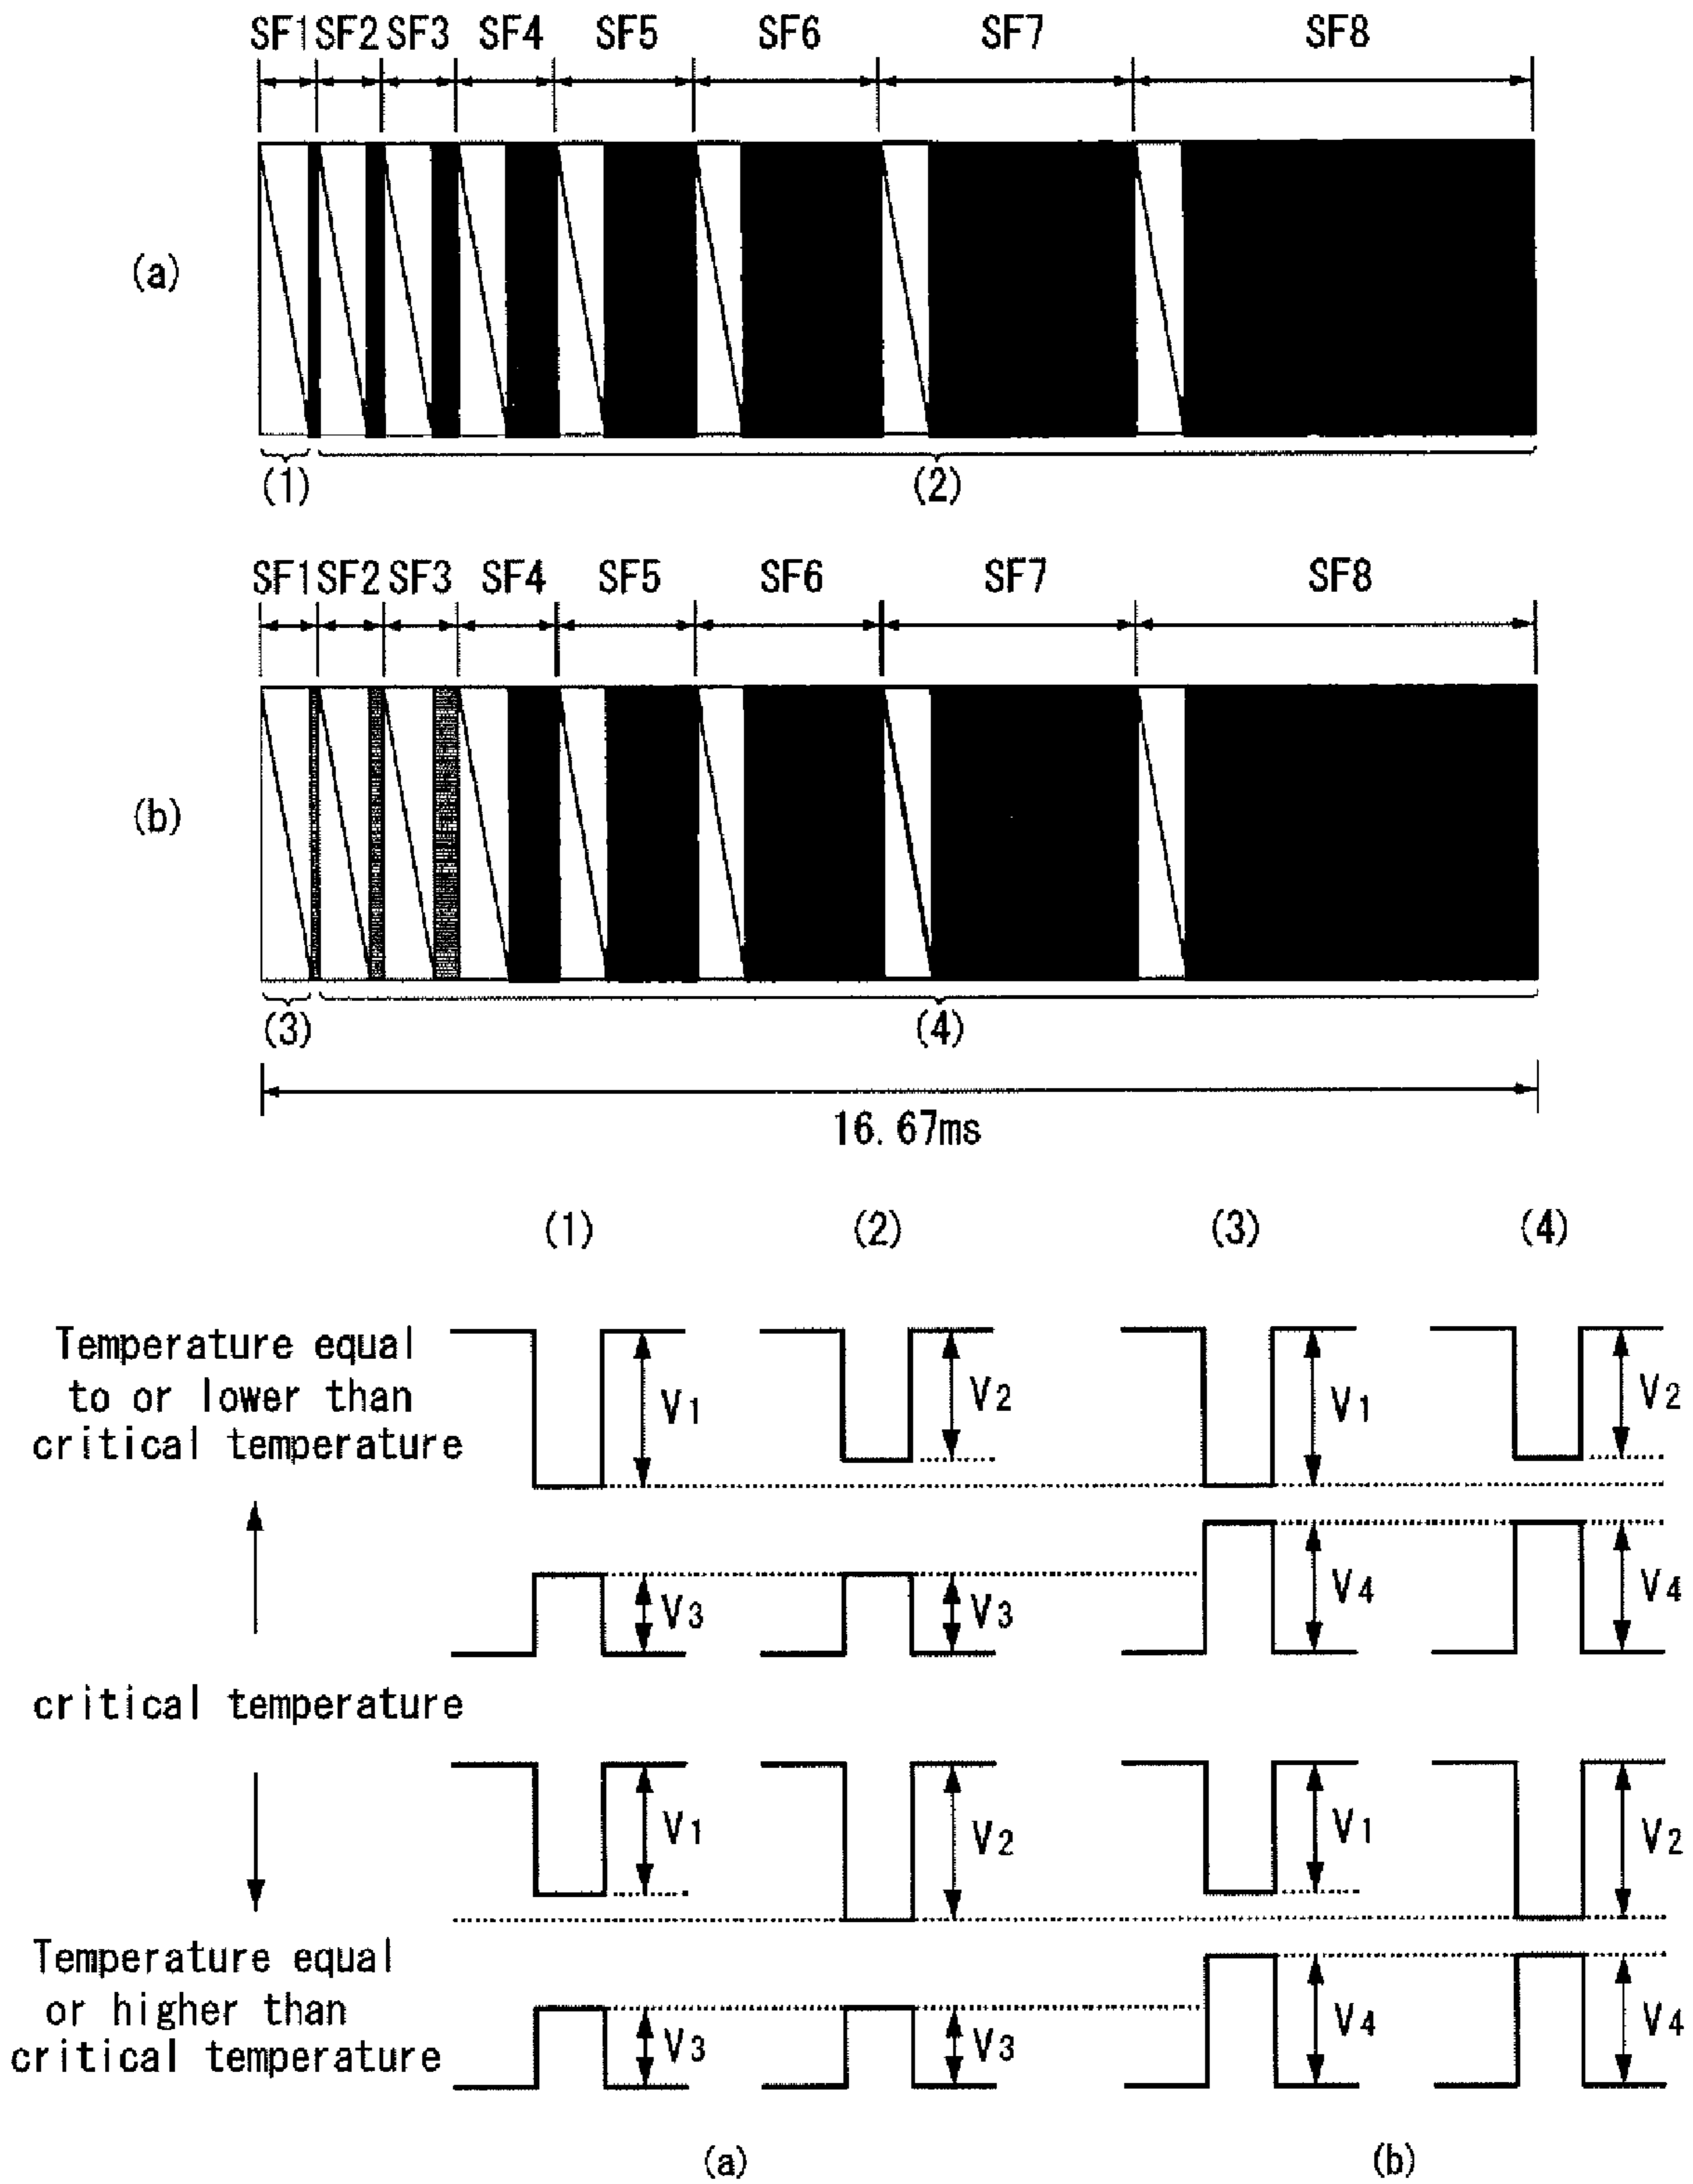 SF1 SF2 SF3 SF4 SF5 SF6 SF7 SF8
(a)
(1) (2)
SF1 SF2 SF3 SF4 SF5 SF6 SF7 SF8
(b)
(3) (4)
16.67ms
(1) (2) (3) (4)
Temperature equal
to or lower than
critical temperature
V1 V2 V1 V2
V3 V3 V4 V4
critical temperature
V1 V2 V1 V2
Temperature equal
or higher than
critical temperature
V3 V3 V4 V4
(a) (b)